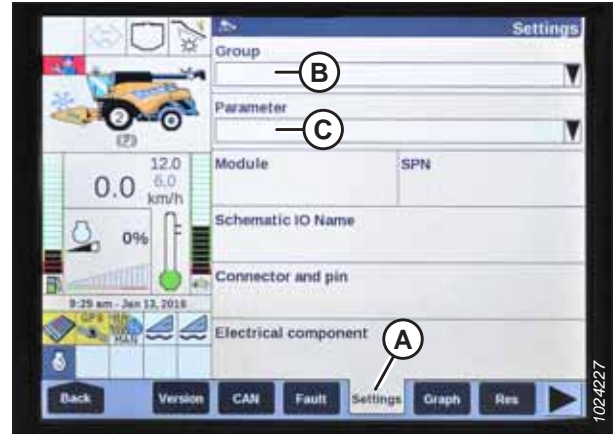 Settings
Group
B
Parameter
C
2
(P)
12.0
6.0
0.0 km/h
Module SPN
0%
Schematic IO Name
Connector and pin
9:29 am - Jan 13, 2016
GPS
MAN
Electrical component
A
Back Version CAN Fault Settings Graph Res
1024227